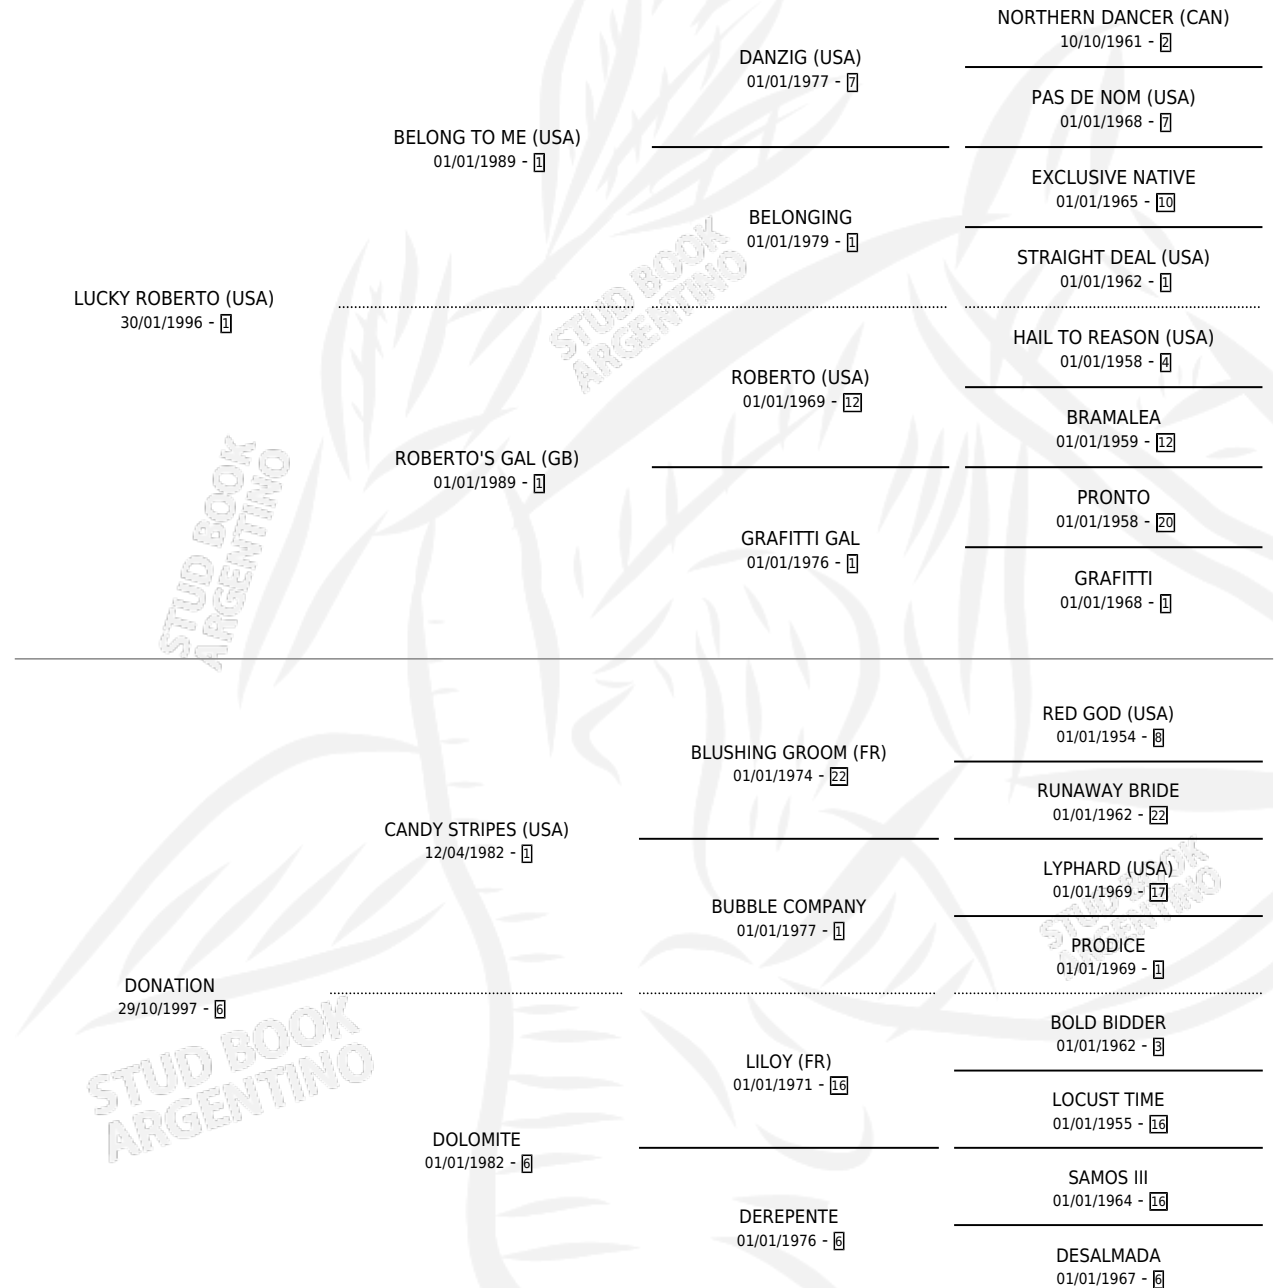 NORTHERN DANCER (CAN)
10/10/1961 - 2
DANZIG (USA)
01/01/1977 - 7
PAS DE NOM (USA)
01/01/1968 - 7
BELONG TO ME (USA)
01/01/1989 - 1
EXCLUSIVE NATIVE
01/01/1965 - 10
BELONGING
01/01/1979 - 1
STRAIGHT DEAL (USA)
01/01/1962 - 1
LUCKY ROBERTO (USA)
30/01/1996 - 1
HAIL TO REASON (USA)
01/01/1958 - 4
ROBERTO (USA)
01/01/1969 - 12
BRAMALEA
01/01/1959 - 12
ROBERTO'S GAL (GB)
01/01/1989 - 1
PRONTO
01/01/1958 - 20
GRAFITTI GAL
01/01/1976 - 1
GRAFITTI
01/01/1968 - 1
STUD BOOK
ARGENTINO
STUD BOOK
ARGENTINO
RED GOD (USA)
01/01/1954 - 8
BLUSHING GROOM (FR)
01/01/1974 - 22
RUNAWAY BRIDE
01/01/1962 - 22
CANDY STRIPES (USA)
12/04/1982 - 1
LYPHARD (USA)
01/01/1969 - 17
BUBBLE COMPANY
01/01/1977 - 1
PRODICE
01/01/1969 - 1
STUD BOOK
ARGENTINO
DONATION
29/10/1997 - 6
BOLD BIDDER
01/01/1962 - 3
LILOY (FR)
01/01/1971 - 16
LOCUST TIME
01/01/1955 - 16
STUD BOOK
ARGENTINO
DOLOMITE
01/01/1982 - 6
SAMOS III
01/01/1964 - 16
DEREPENTE
01/01/1976 - 6
DESALMADA
01/01/1967 - 6